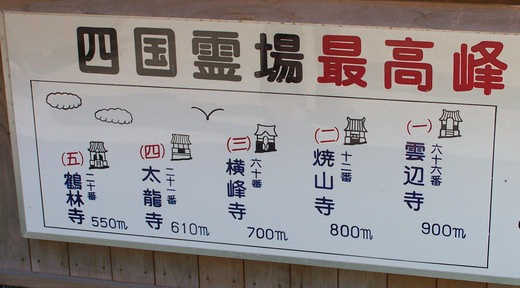 四国霊場最高峰
(一) 六十六番 雲辺寺 900m
(二) 十二番 焼山寺 800m
(三) 六十番 横峰寺 700m
(四) 二十一番 太龍寺 610m
(五) 二十番 鶴林寺 550m